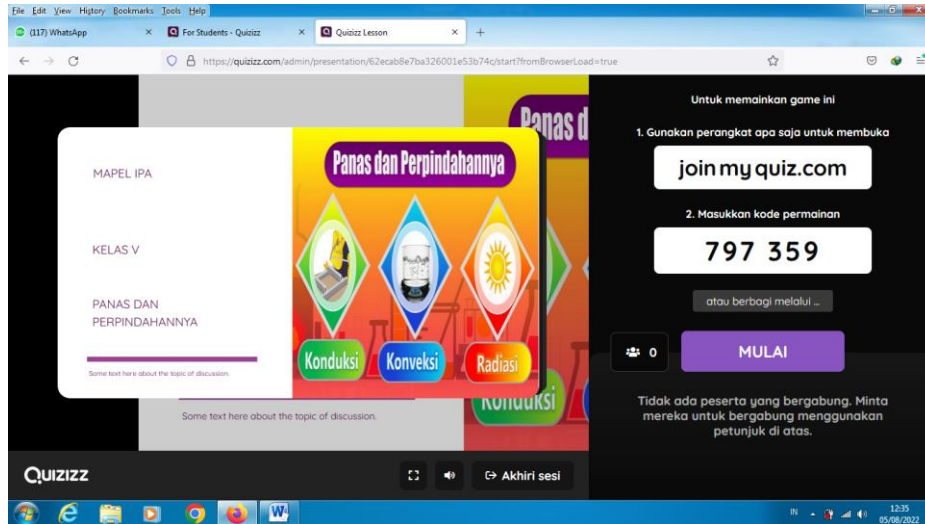 File Edit View History Bookmarks Tools Help
(117) WhatsApp
For Students - Quizizz
Quizizz Lesson
https://quizizz.com/admin/presentation/62ecab8e7ba326001e53b74c/start?fromBrowserLoad=true
MAPEL IPA
KELAS V
PANAS DAN
PERPINDAHANNYA
Some text here about the topic of discussion.
Panas dan Perpindahannya
Konduksi
Konveksi
Radiasi
Panas d
Konduksi
Some text here about the topic of discussion.
Untuk memainkan game ini
1. Gunakan perangkat apa saja untuk membuka
joinmyquiz.com
2. Masukkan kode permainan
797 359
atau berbagi melalui ...
0
MULAI
Tidak ada peserta yang bergabung. Minta
mereka untuk bergabung menggunakan
petunjuk di atas.
Quizizz
Akhiri sesi
IN
12:35
05/08/2022